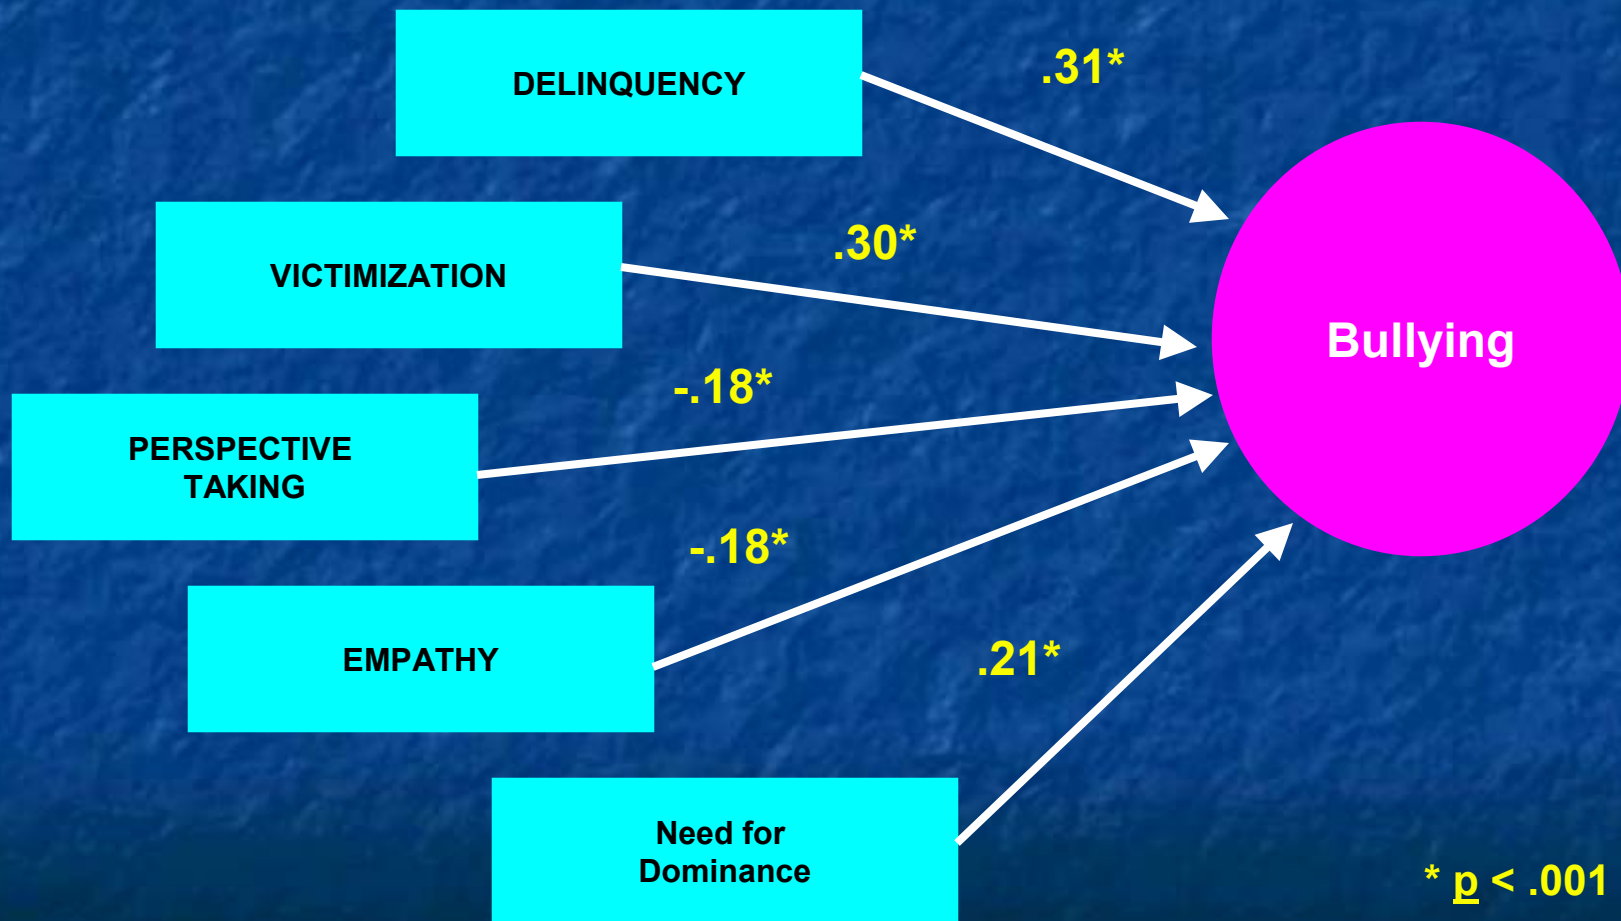 DELINQUENCY
.31*
VICTIMIZATION
.30*
Bullying
-.18*
PERSPECTIVE
TAKING
-.18*
EMPATHY
.21*
Need for
Dominance
* p < .001